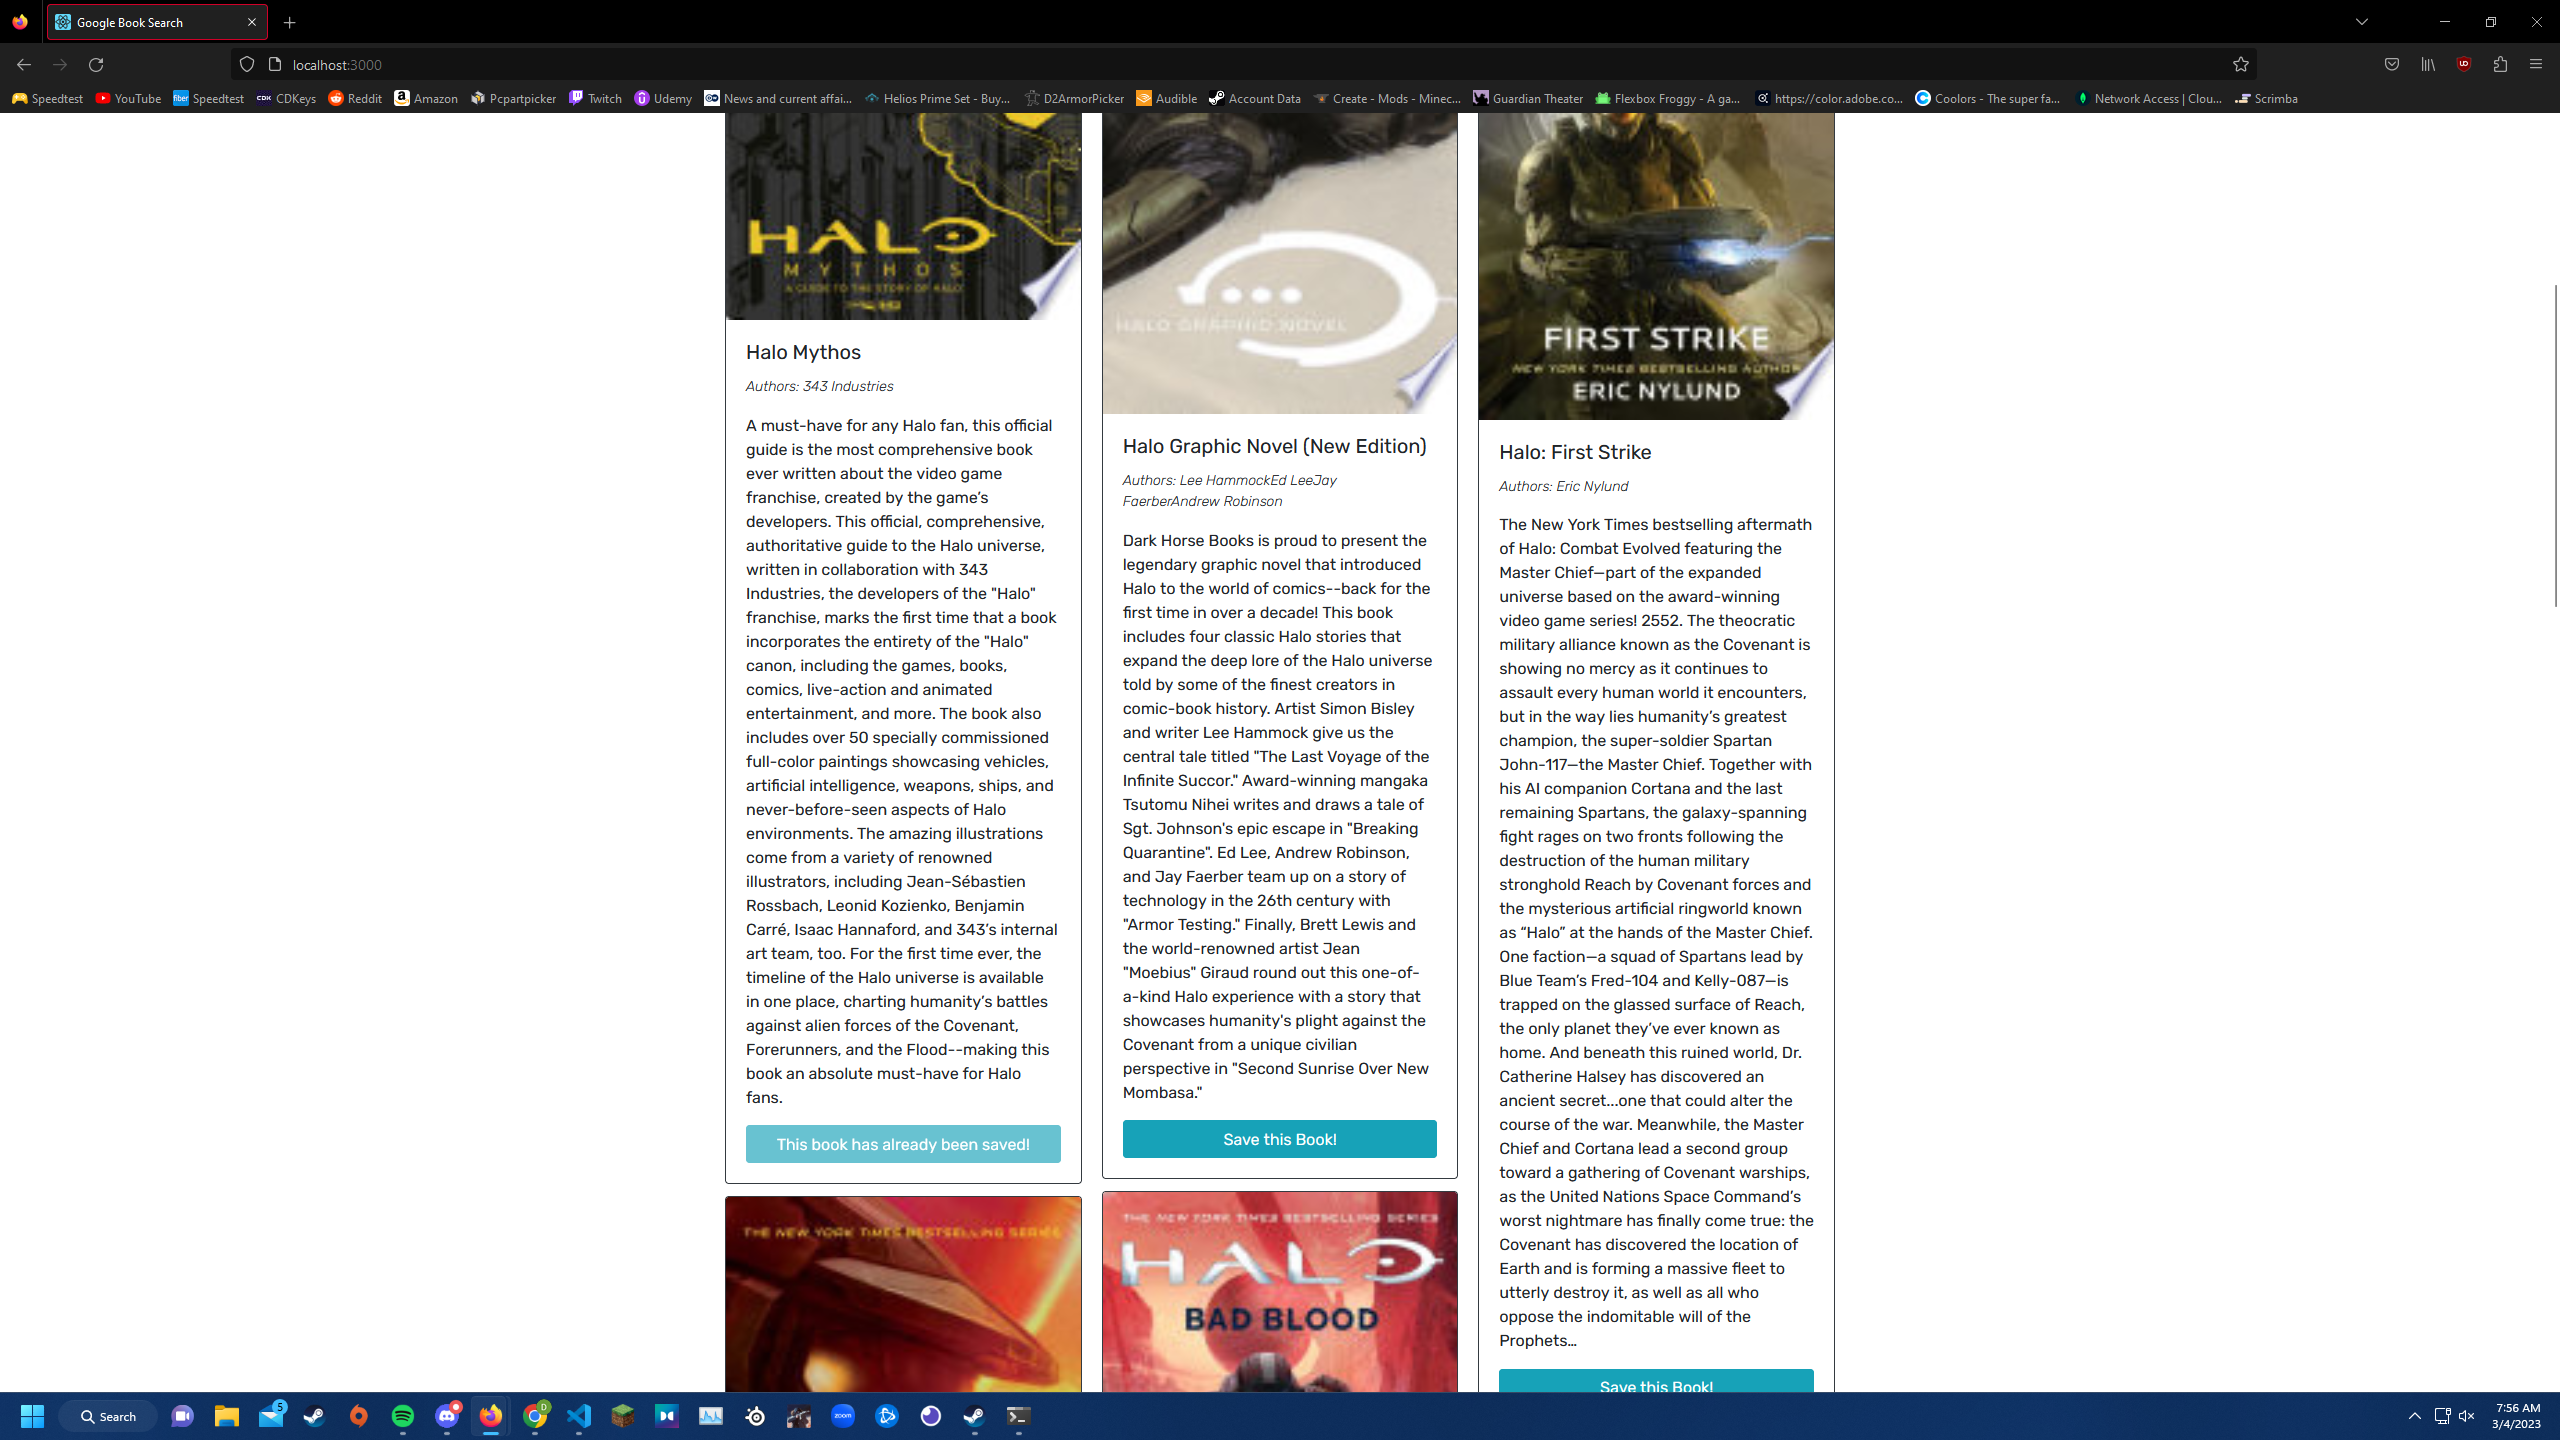 Google Book Search
localhost:3000
Speedtest
YouTube
fiber
Speedtest
CDK
CDKeys
Reddit
Amazon
Pcpartpicker
Twitch
Udemy
News and current affai...
Helios Prime Set - Buy...
D2ArmorPicker
Audible
Account Data
Create - Mods - Minec...
Guardian Theater
Flexbox Froggy - A ga...
https://color.adobe.co...
Coolors - The super fa...
Network Access | Clou...
Scrimba
HALO
MYTHOS
A GUIDE TO THE STORY OF HALO
Halo Mythos
Authors: 343 Industries
A must-have for any Halo fan, this official
guide is the most comprehensive book
ever written about the video game
franchise, created by the game’s
developers. This official, comprehensive,
authoritative guide to the Halo universe,
written in collaboration with 343
Industries, the developers of the "Halo"
franchise, marks the first time that a book
incorporates the entirety of the "Halo"
canon, including the games, books,
comics, live-action and animated
entertainment, and more. The book also
includes over 50 specially commissioned
full-color paintings showcasing vehicles,
artificial intelligence, weapons, ships, and
never-before-seen aspects of Halo
environments. The amazing illustrations
come from a variety of renowned
illustrators, including Jean-Sébastien
Rossbach, Leonid Kozienko, Benjamin
Carré, Isaac Hannaford, and 343’s internal
art team, too. For the first time ever, the
timeline of the Halo universe is available
in one place, charting humanity’s battles
against alien forces of the Covenant,
Forerunners, and the Flood--making this
book an absolute must-have for Halo
fans.
This book has already been saved!
THE NEW YORK TIMES BESTSELLING SERIES
HALO GRAPHIC NOVEL
Halo Graphic Novel (New Edition)
Authors: Lee HammockEd LeeJay
FaerberAndrew Robinson
Dark Horse Books is proud to present the
legendary graphic novel that introduced
Halo to the world of comics--back for the
first time in over a decade! This book
includes four classic Halo stories that
expand the deep lore of the Halo universe
told by some of the finest creators in
comic-book history. Artist Simon Bisley
and writer Lee Hammock give us the
central tale titled "The Last Voyage of the
Infinite Succor." Award-winning mangaka
Tsutomu Nihei writes and draws a tale of
Sgt. Johnson's epic escape in "Breaking
Quarantine". Ed Lee, Andrew Robinson,
and Jay Faerber team up on a story of
technology in the 26th century with
"Armor Testing." Finally, Brett Lewis and
the world-renowned artist Jean
"Moebius" Giraud round out this one-of-
a-kind Halo experience with a story that
showcases humanity's plight against the
Covenant from a unique civilian
perspective in "Second Sunrise Over New
Mombasa."
Save this Book!
THE NEW YORK TIMES BESTSELLING SERIES
HALO
BAD BLOOD
FIRST STRIKE
NEW YORK TIMES BESTSELLING AUTHOR
ERIC NYLUND
Halo: First Strike
Authors: Eric Nylund
The New York Times bestselling aftermath
of Halo: Combat Evolved featuring the
Master Chief—part of the expanded
universe based on the award-winning
video game series! 2552. The theocratic
military alliance known as the Covenant is
showing no mercy as it continues to
assault every human world it encounters,
but in the way lies humanity’s greatest
champion, the super-soldier Spartan
John-117—the Master Chief. Together with
his AI companion Cortana and the last
remaining Spartans, the galaxy-spanning
fight rages on two fronts following the
destruction of the human military
stronghold Reach by Covenant forces and
the mysterious artificial ringworld known
as “Halo” at the hands of the Master Chief.
One faction—a squad of Spartans lead by
Blue Team’s Fred-104 and Kelly-087—is
trapped on the glassed surface of Reach,
the only planet they’ve ever known as
home. And beneath this ruined world, Dr.
Catherine Halsey has discovered an
ancient secret...one that could alter the
course of the war. Meanwhile, the Master
Chief and Cortana lead a second group
toward a gathering of Covenant warships,
as the United Nations Space Command’s
worst nightmare has finally come true: the
Covenant has discovered the location of
Earth and is forming a massive fleet to
utterly destroy it, as well as all who
oppose the indomitable will of the
Prophets…
Save this Book!
Search
5
D
zoom
7:56 AM
3/4/2023